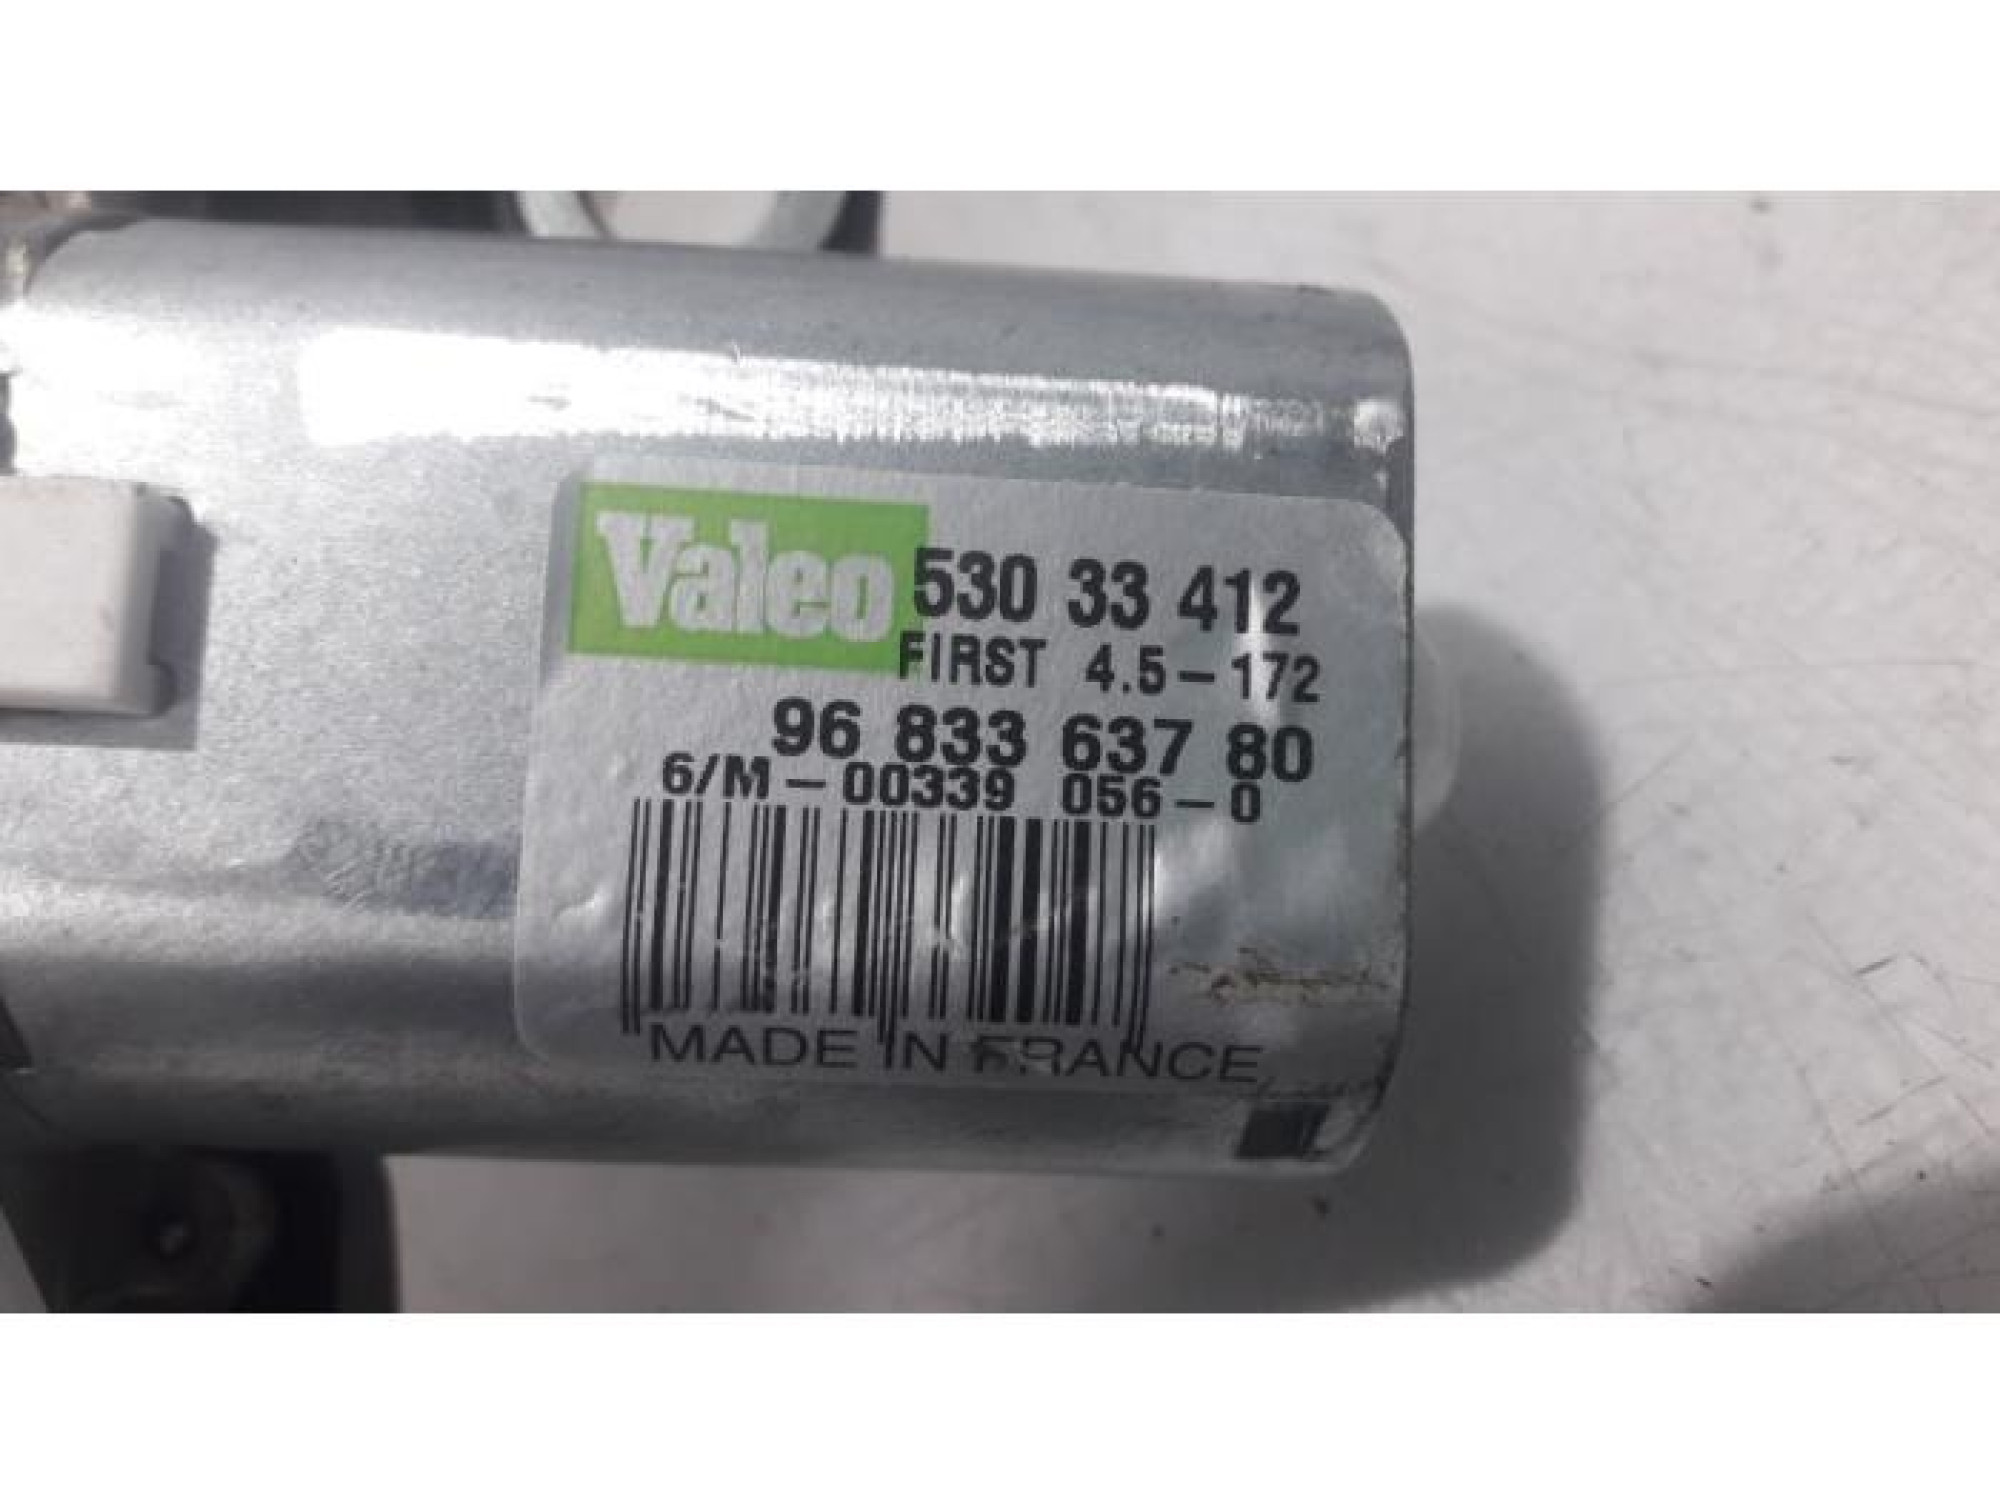 Valeo 530 33 412
FIRST 4.5-172
96 833 637 80
6/M-00339 056-0
MADE IN FRANCE